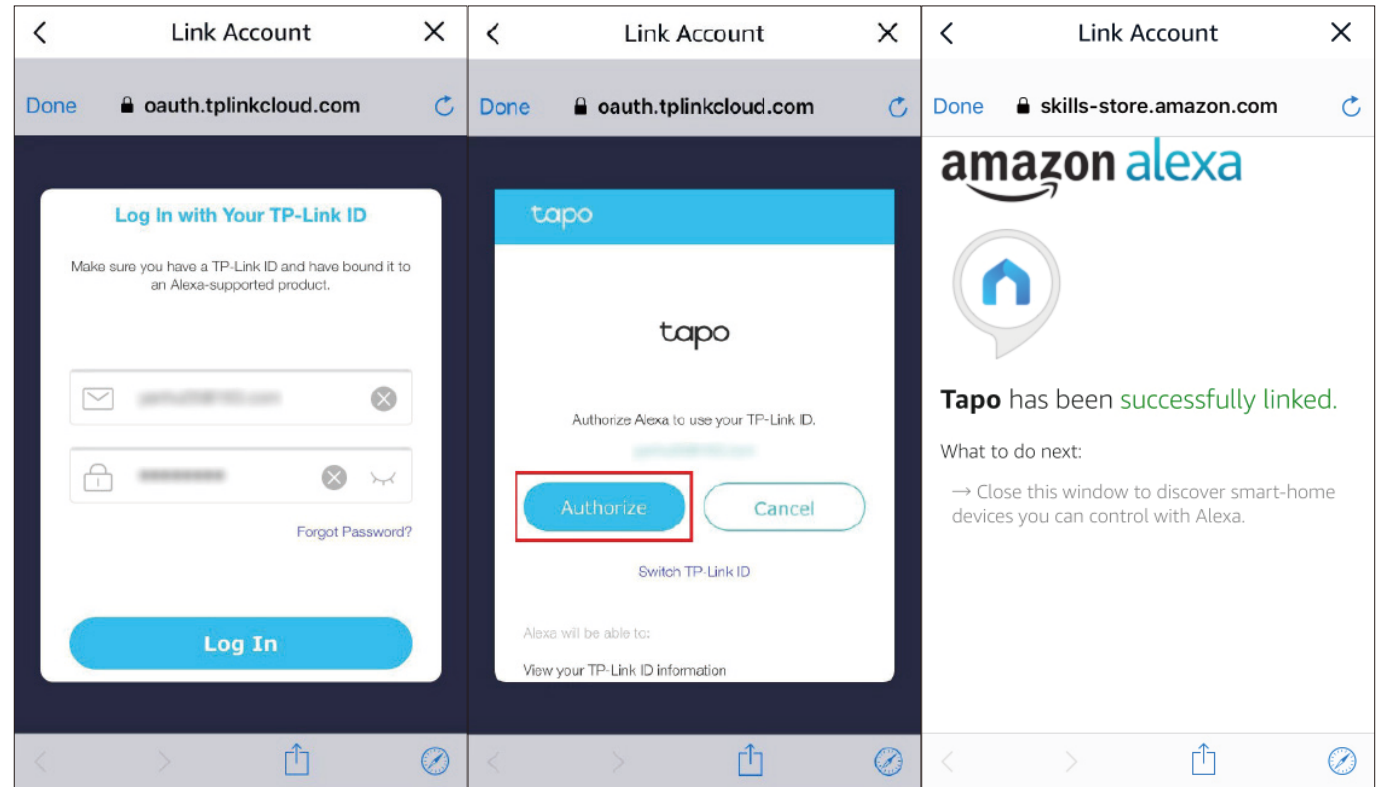 Link Account
Done oauth.tplinkcloud.com
Log In with Your TP-Link ID
Make sure you have a TP-Link ID and have bound it to
an Alexa-supported product.
Forgot Password?
Log In
Link Account
Done oauth.tplinkcloud.com
tapo
tapo
Authorize Alexa to use your TP-Link ID.
Authorize Cancel
Switch TP-Link ID
Alexa will be able to:
View your TP-Link ID information
Link Account
Done skills-store.amazon.com
amazon alexa
Tapo has been successfully linked.
What to do next:
→ Close this window to discover smart-home
devices you can control with Alexa.